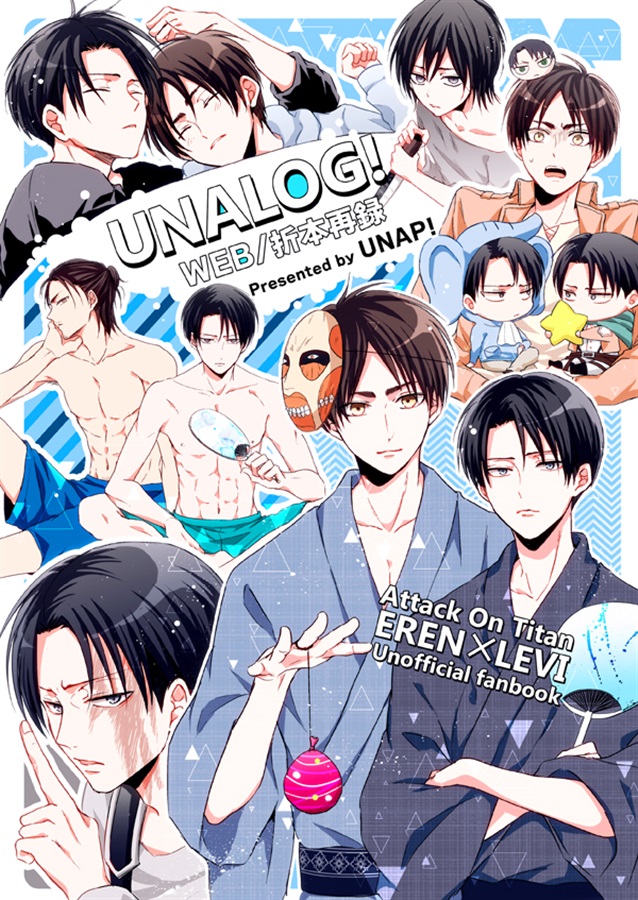 UNALOG!
WEB/折本再録
Presented by UNAP!
Attack On Titan
EREN×LEVI
Unofficial fanbook